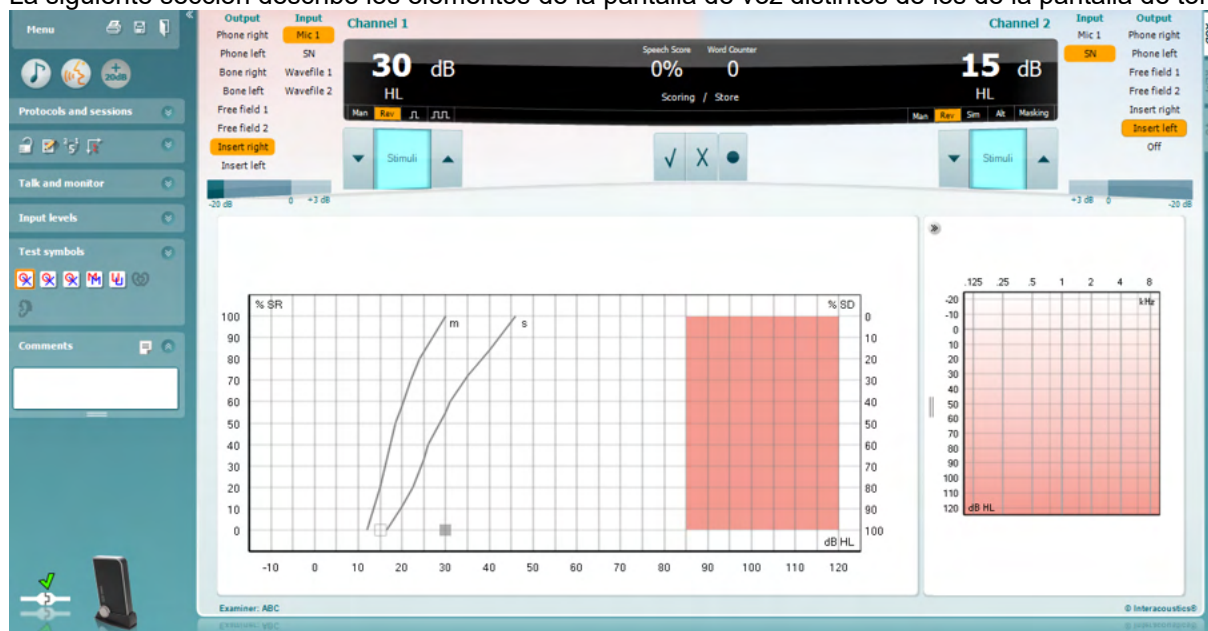 La siguiente sección describe los elementos de la pantalla de voz distintos de los de la pantalla de
Menu
20dB
Protocols and sessions
Talk and monitor
Input levels
Test symbols
Comments
Output
Phone right
Phone left
Bone right
Bone left
Free field 1
Free field 2
Insert right
Insert left
Input
Mic 1
SN
Wavefile 1
Wavefile 2
Channel 1
30 dB
HL
Man Rev
Speech Score Word Counter
0% 0
Scoring / Store
Channel 2
15 dB
HL
Man Rev Sim Alt Masking
Input
Mic 1
SN
Output
Phone right
Phone left
Free field 1
Free field 2
Insert right
Insert left
Off
Stimuli
Stimuli
-20 dB 0 +3 dB
+3 dB 0 -20 dB
% SR
% SD
m
s
100
90
80
70
60
50
40
30
20
10
0
0
10
20
30
40
50
60
70
80
90
100
dB HL
-10 0 10 20 30 40 50 60 70 80 90 100 110 120
.125 .25 .5 1 2 4 8
kHz
-20
-10
0
10
20
30
40
50
60
70
80
90
100
110
120
dB HL
Examiner: ABC
© Interacoustics®